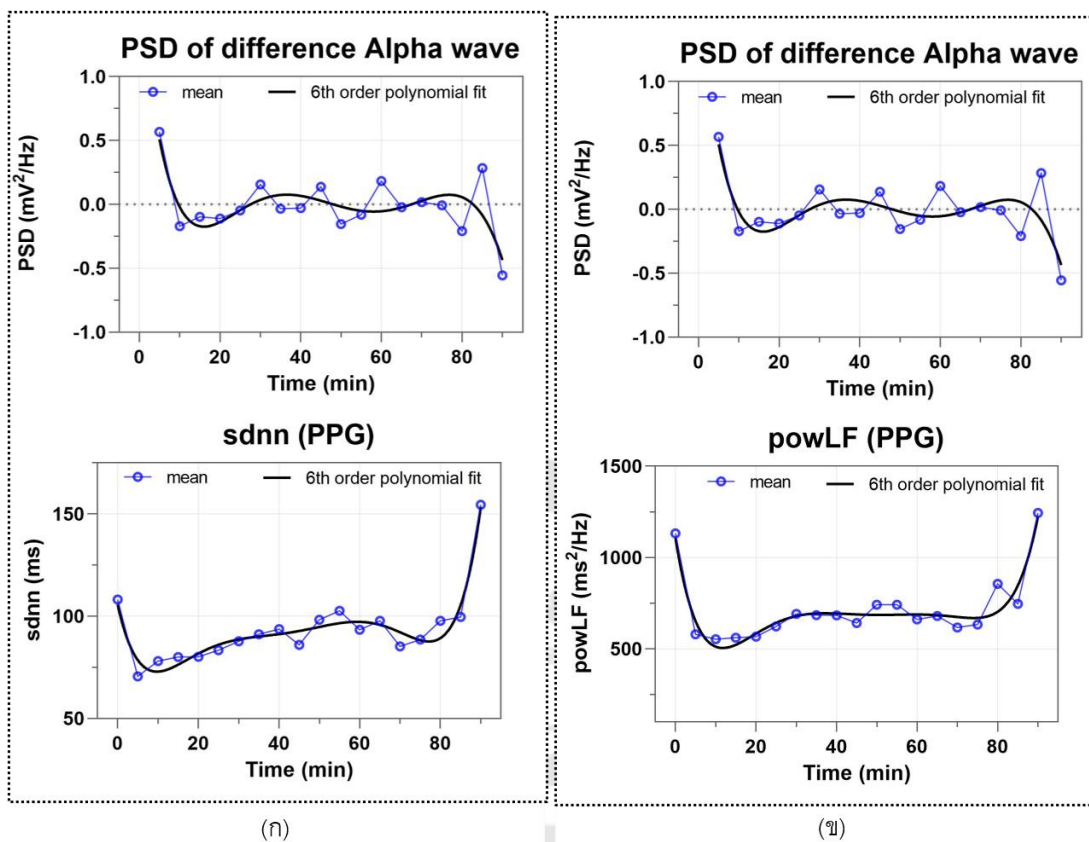 PSD of difference Alpha wave
mean
6th order polynomial fit
PSD (mV²/Hz)
1.0
0.5
0.0
-0.5
-1.0
0
20
40
60
80
Time (min)
sdnn (PPG)
mean
6th order polynomial fit
sdnn (ms)
150
100
50
0
20
40
60
80
Time (min)
(ก)
PSD of difference Alpha wave
mean
6th order polynomial fit
PSD (mV²/Hz)
1.0
0.5
0.0
-0.5
-1.0
0
20
40
60
80
Time (min)
powLF (PPG)
mean
6th order polynomial fit
powLF (ms²/Hz)
1500
1000
500
0
20
40
60
80
Time (min)
(ข)